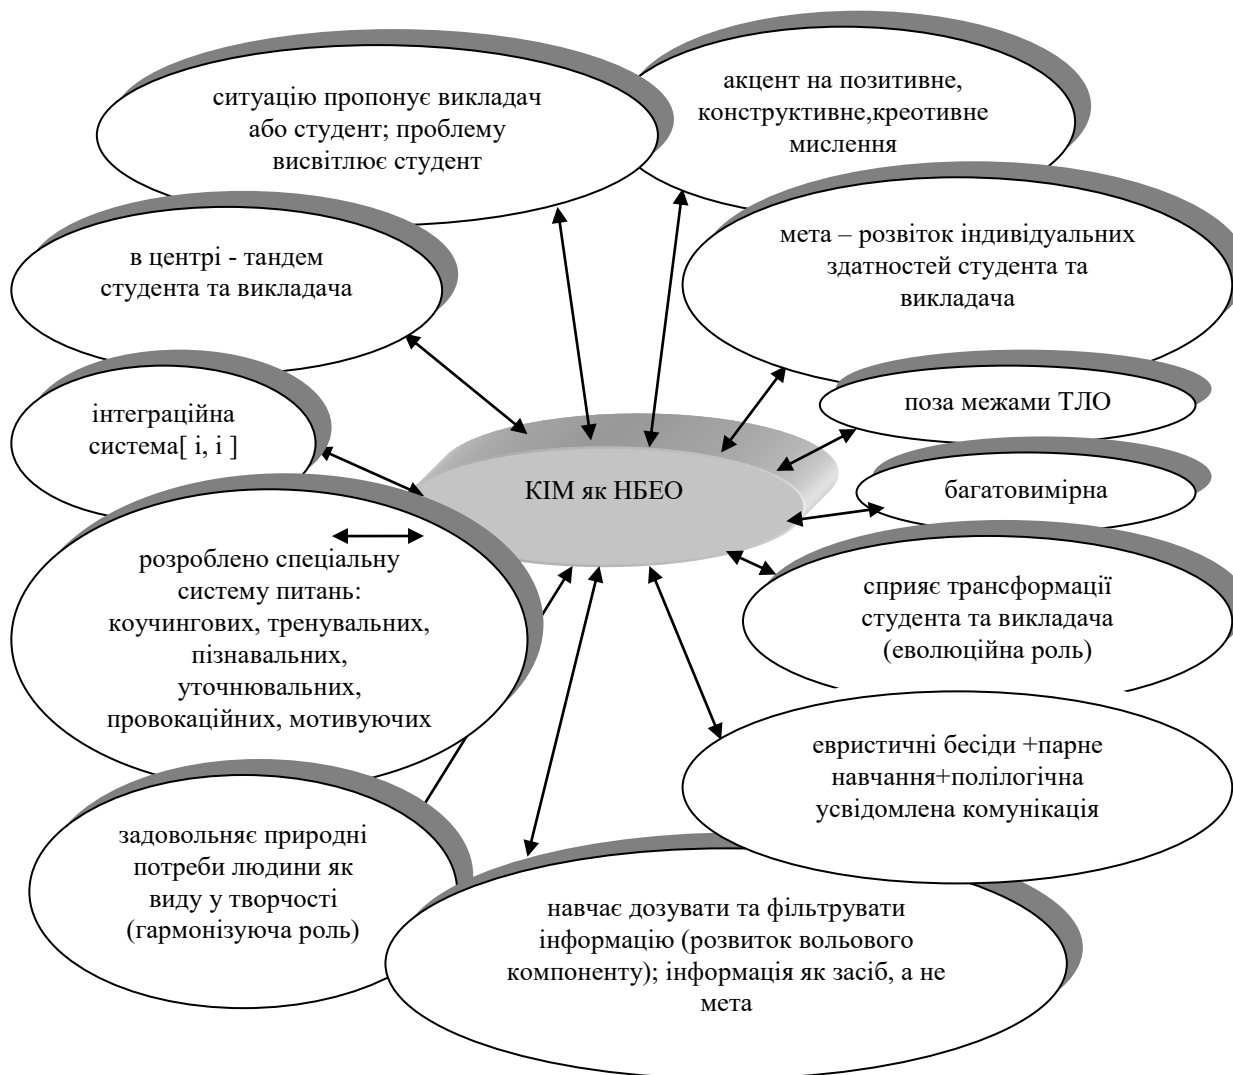 ситуацію пропонує викладач
або студент; проблему
висвітлює студент
акцент на позитивне,
конструктивне,креотивне
мислення
в центрі - тандем
студента та викладача
мета – розвіток індивідуальних
здатностей студента та
викладача
інтеграційна
система[ і, і ]
поза межами ТЛО
КІМ як НБЕО
багатовимірна
розроблено спеціальну
систему питань:
коучингових, тренувальних,
пізнавальних,
уточнювальних,
провокаційних, мотивуючих
сприяє трансформації
студента та викладача
(еволюційна роль)
евристичні бесіди +парне
навчання+полілогічна
усвідомлена комунікація
задовольняє природні
потреби людини як
виду у творчості
(гармонізуюча роль)
навчає дозувати та фільтрувати
інформацію (розвиток вольового
компоненту); інформація як засіб, а не
мета